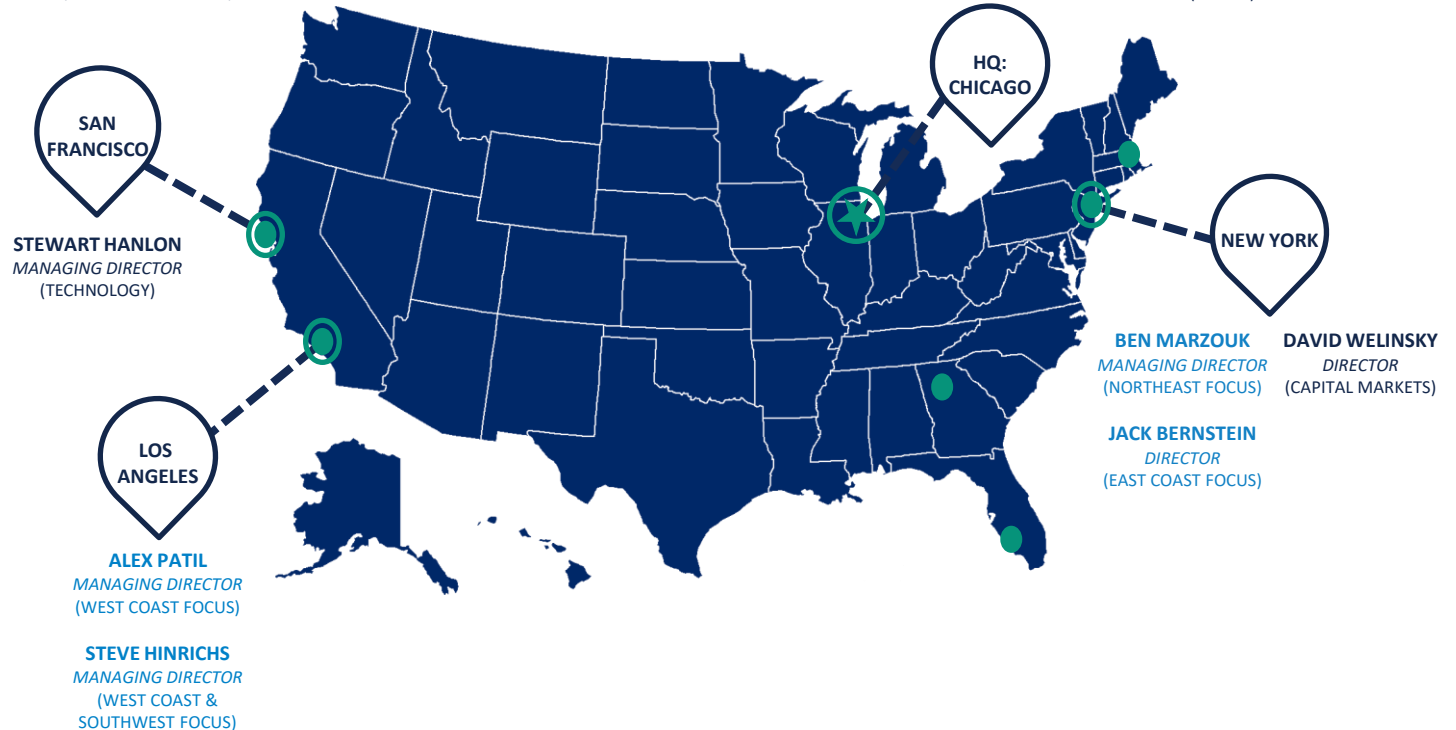 HQ:
CHICAGO
SAN
FRANCISCO
STEWART HANLON
MANAGING DIRECTOR
(TECHNOLOGY)
NEW YORK
BEN MARZOUK
MANAGING DIRECTOR
(NORTHEAST FOCUS)
DAVID WELINSKY
DIRECTOR
(CAPITAL MARKETS)
JACK BERNSTEIN
DIRECTOR
(EAST COAST FOCUS)
LOS
ANGELES
ALEX PATIL
MANAGING DIRECTOR
(WEST COAST FOCUS)
STEVE HINRICHS
MANAGING DIRECTOR
(WEST COAST &
SOUTHWEST FOCUS)